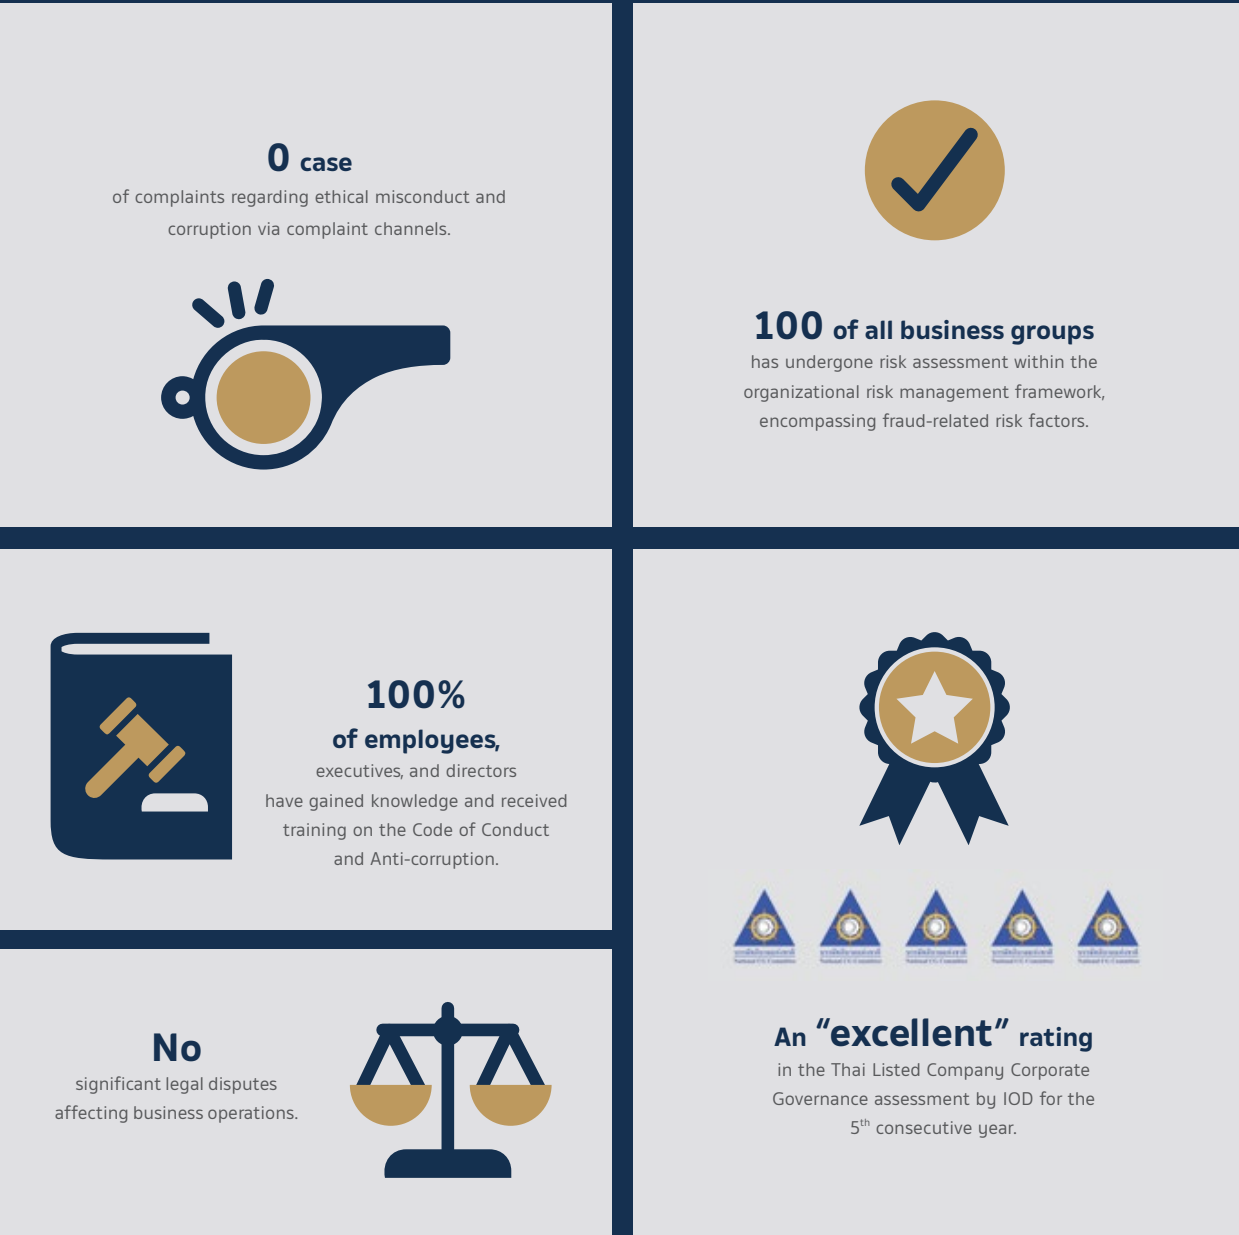 0 case
of complaints regarding ethical misconduct and
corruption via complaint channels.
100 of all business groups
has undergone risk assessment within the
organizational risk management framework,
encompassing fraud-related risk factors.
100%
of employees,
executives, and directors
have gained knowledge and received
training on the Code of Conduct
and Anti-corruption.
No
significant legal disputes
affecting business operations.
An “excellent” rating
in the Thai Listed Company Corporate
Governance assessment by IOD for the
5th consecutive year.